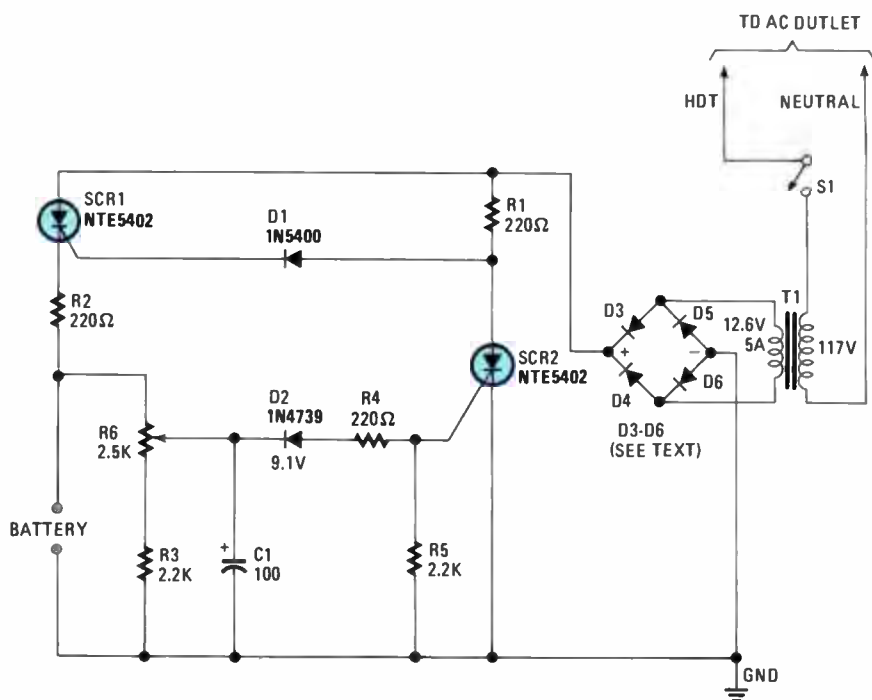 TD AC DUTLET
HDT
NEUTRAL
S1
SCR1
NTE5402
D1
1N5400
R1
220Ω
R2
220Ω
D3
D5
T1
12.6V
5A
117V
+
−
SCR2
NTE5402
D4
D6
D2
1N4739
R4
220Ω
R6
2.5K
9.1V
D3-D6
(SEE TEXT)
BATTERY
R3
2.2K
+
C1
100
R5
2.2K
GND